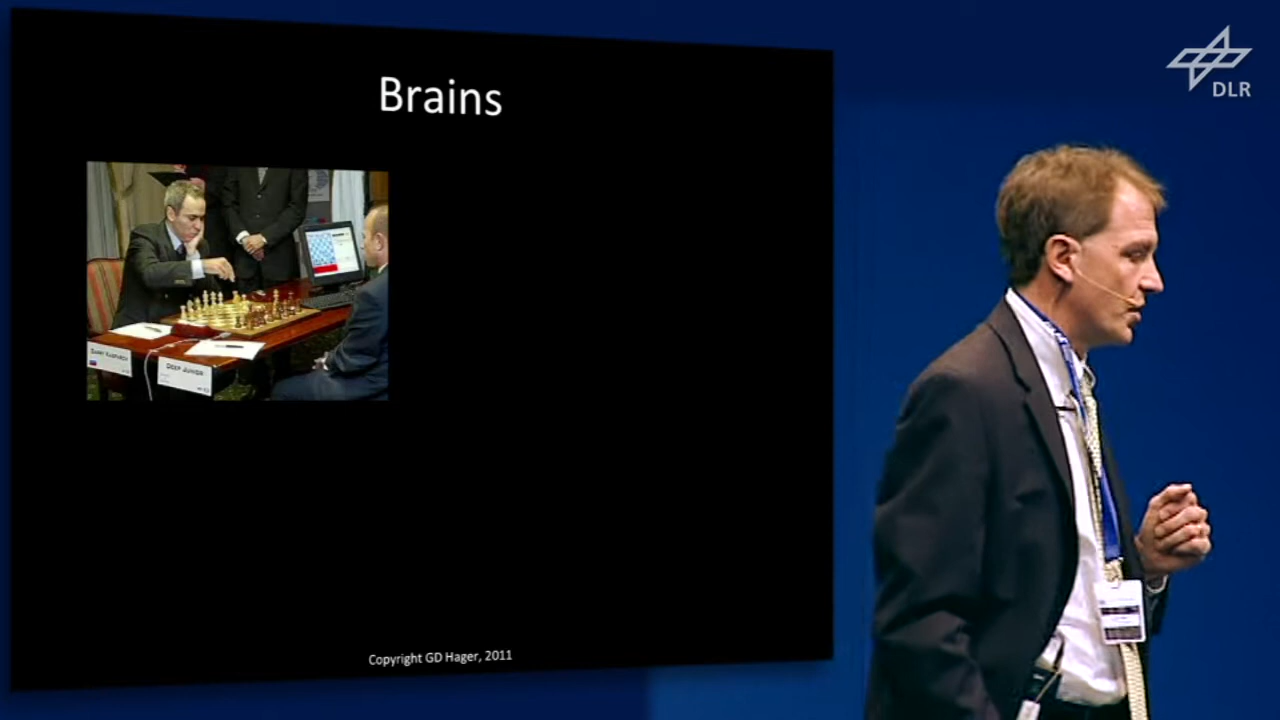 Brains
GARRY KASPAROV
DEEP JUNIOR
Copyright GD Hager, 2011
DLR